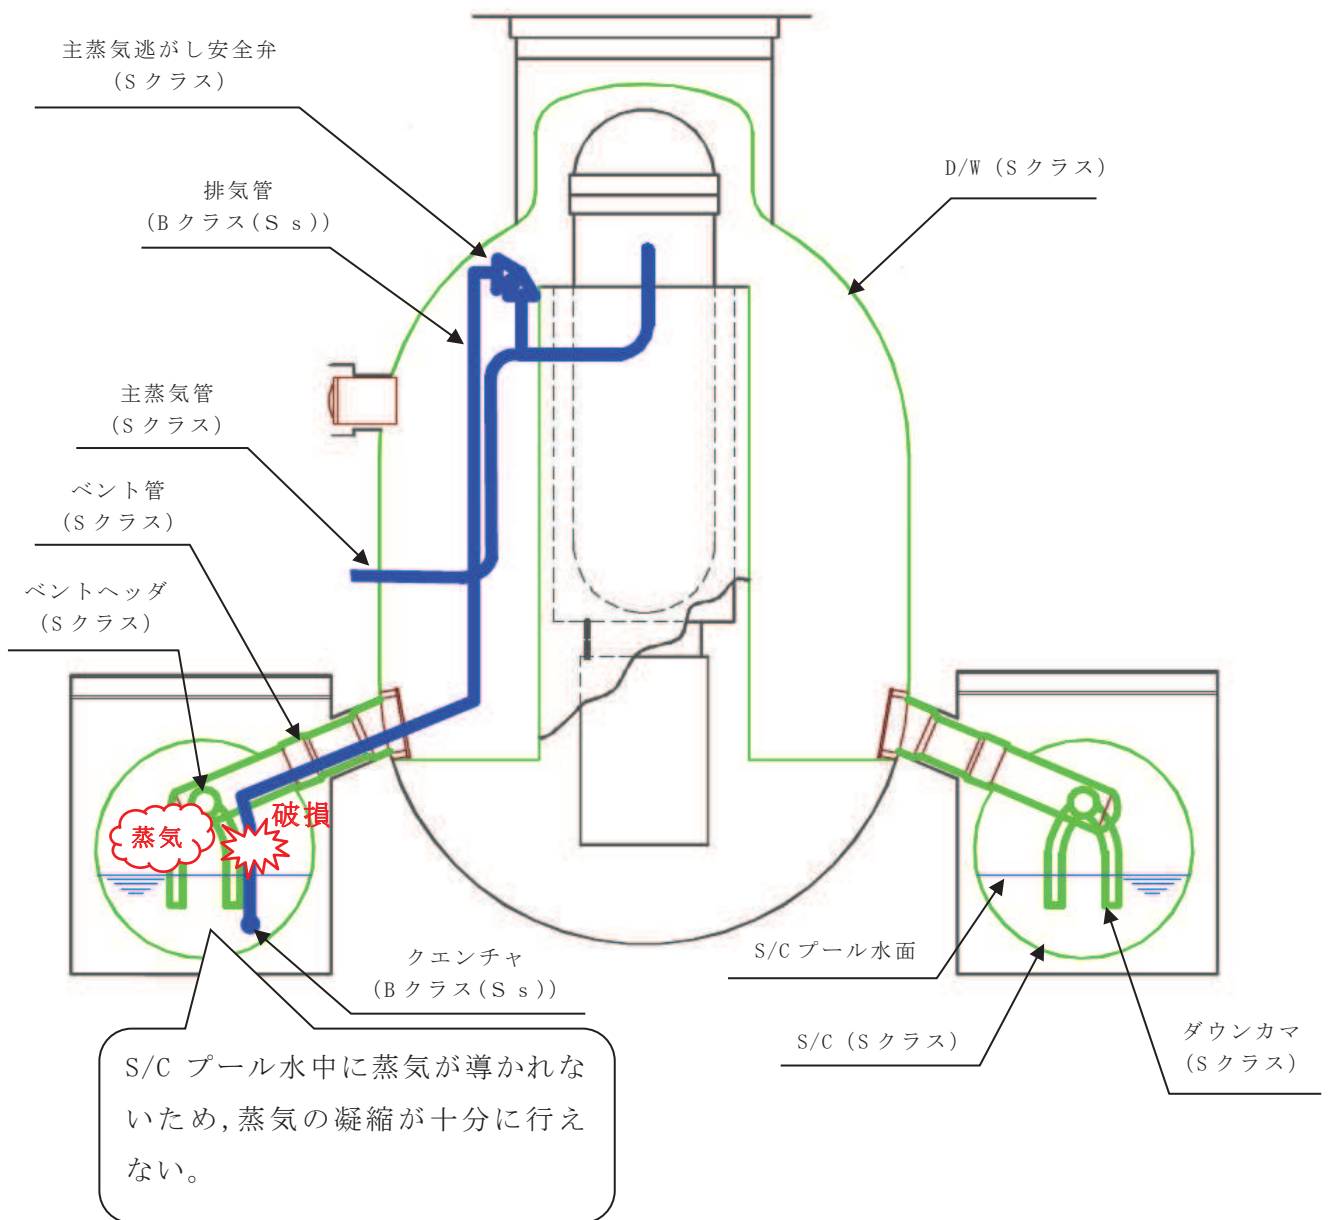 主蒸気逃がし安全弁
(Sクラス)
排気管
(Bクラス(Ss))
D/W (Sクラス)
主蒸気管
(Sクラス)
ベント管
(Sクラス)
ベントヘッダ
(Sクラス)
破損
蒸気
クエンチャ
(Bクラス(Ss))
S/C プール水面
S/C (Sクラス)
ダウンカマ
(Sクラス)
S/C プール水中に蒸気が導かれな
いため,蒸気の凝縮が十分に行え
ない。